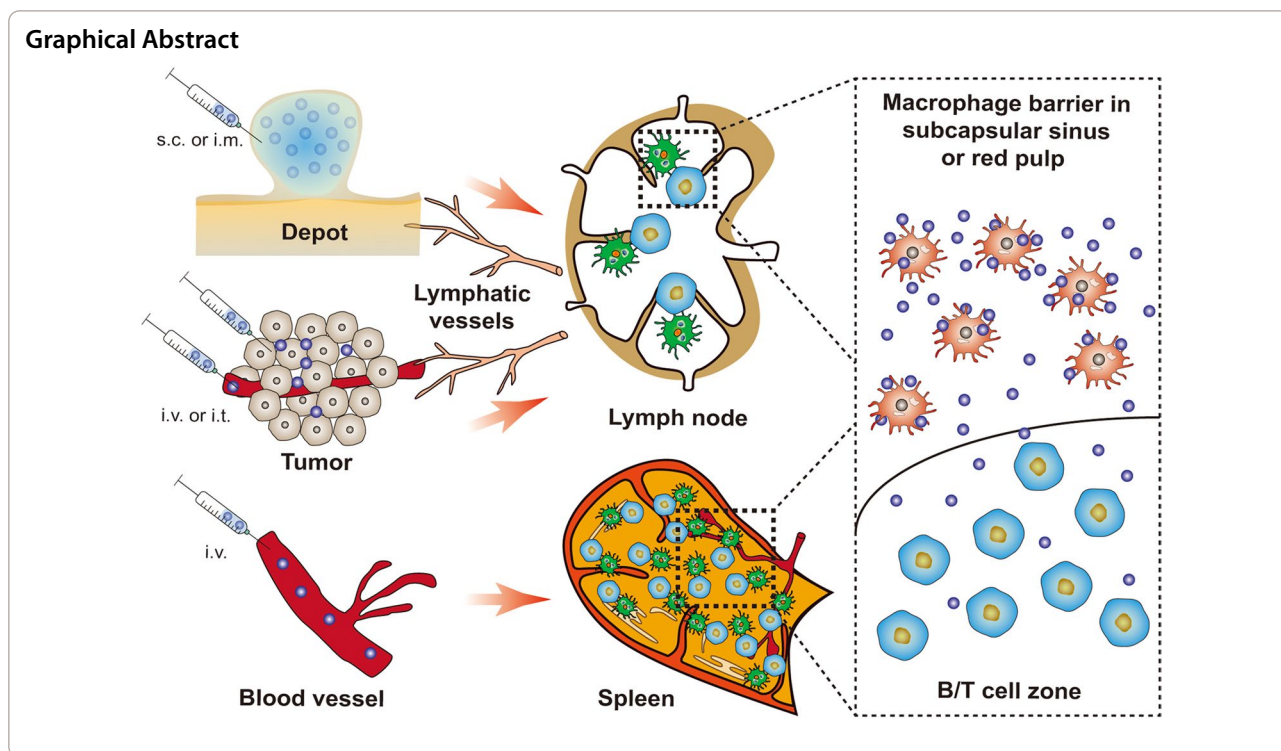 Graphical Abstract
s.c. or i.m.
Depot
Lymphatic
vessels
i.v. or i.t.
Tumor
Lymph node
i.v.
Blood vessel
Spleen
Macrophage barrier in
subcapsular sinus
or red pulp
B/T cell zone